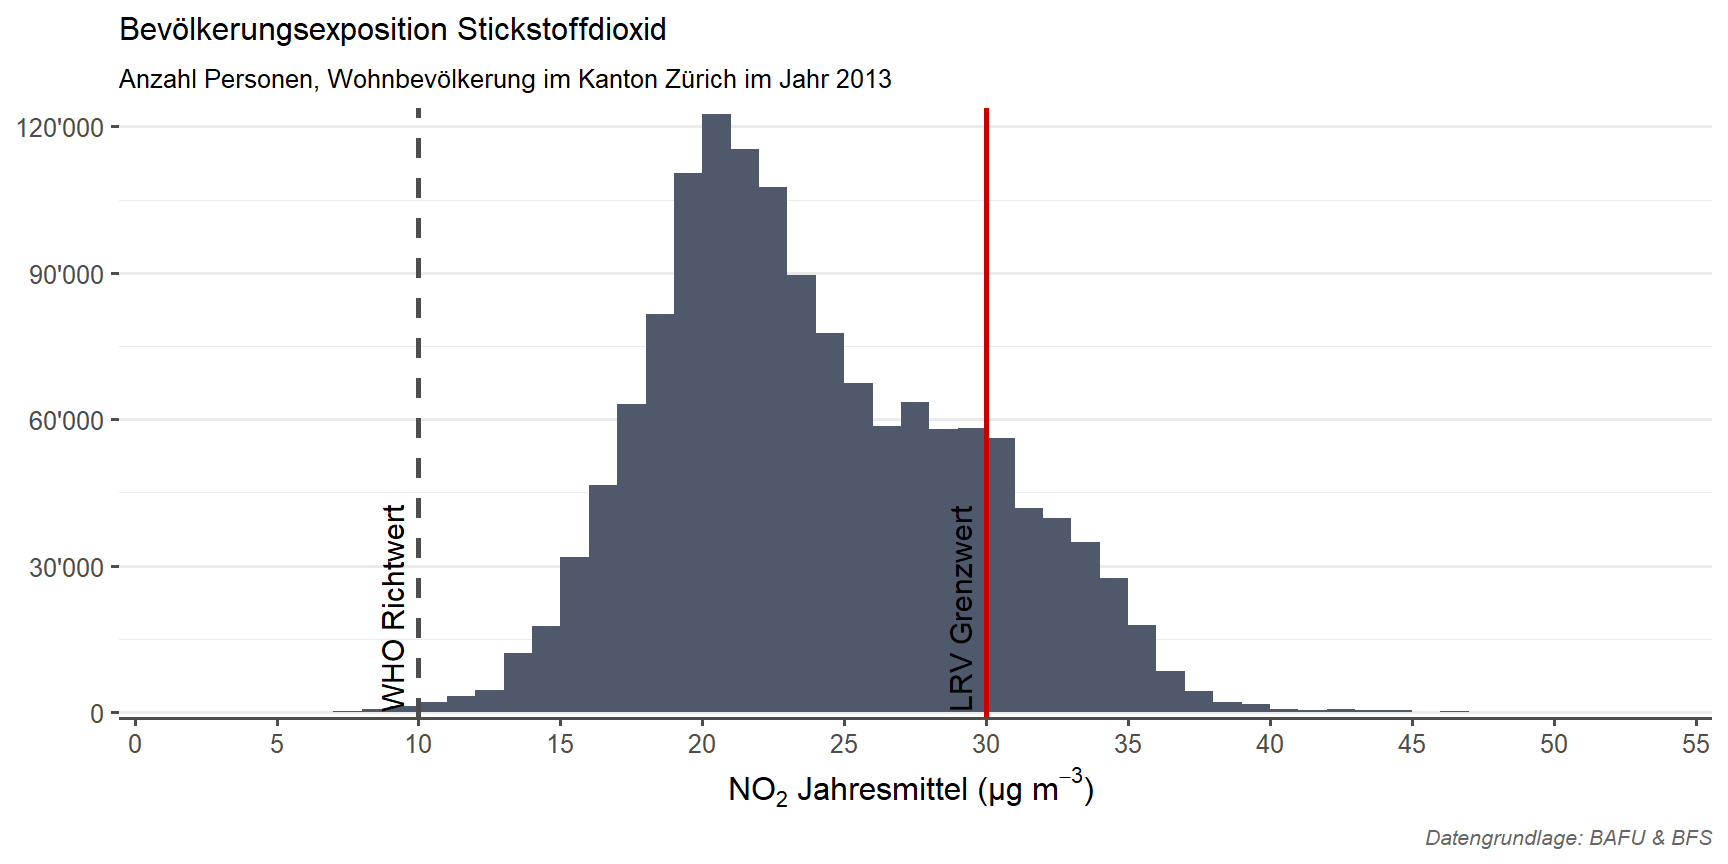 Bevölkerungsexposition Stickstoffdioxid
Anzahl Personen, Wohnbevölkerung im Kanton Zürich im Jahr 2013
120'000
90'000
60'000
30'000
0
WHO Richtwert
LRV Grenzwert
0 5 10 15 20 25 30 35 40 45 50 55
NO₂ Jahresmittel (µg m⁻³)
Datengrundlage: BAFU & BFS